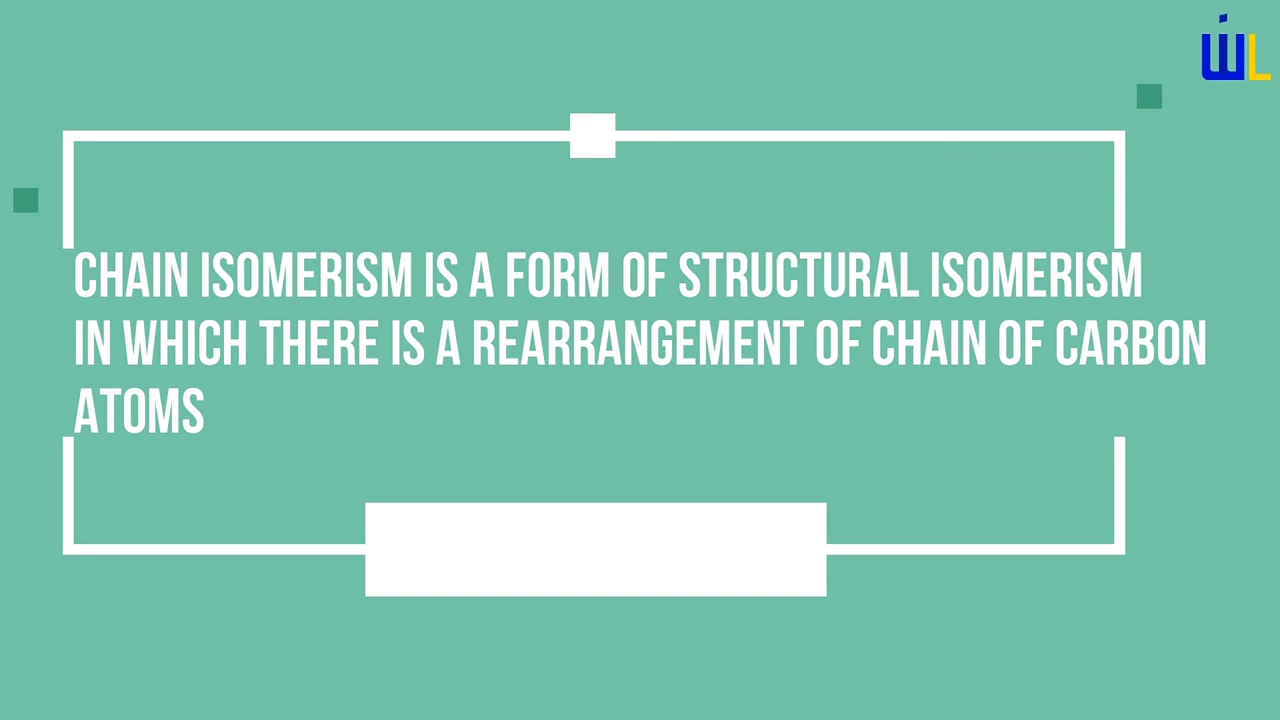 CHAIN ISOMERISM IS A FORM OF STRUCTURAL ISOMERISM
IN WHICH THERE IS A REARRANGEMENT OF CHAIN OF CARBON
ATOMS